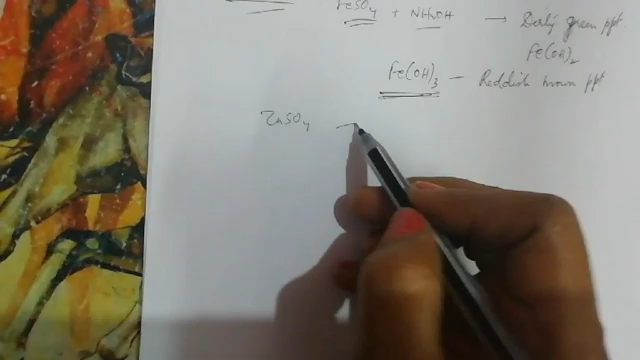 FeSO4 + NH4OH → Dirty green ppt.
Fe(OH)2
Fe(OH)3 — Reddish brown ppt
ZnSO4